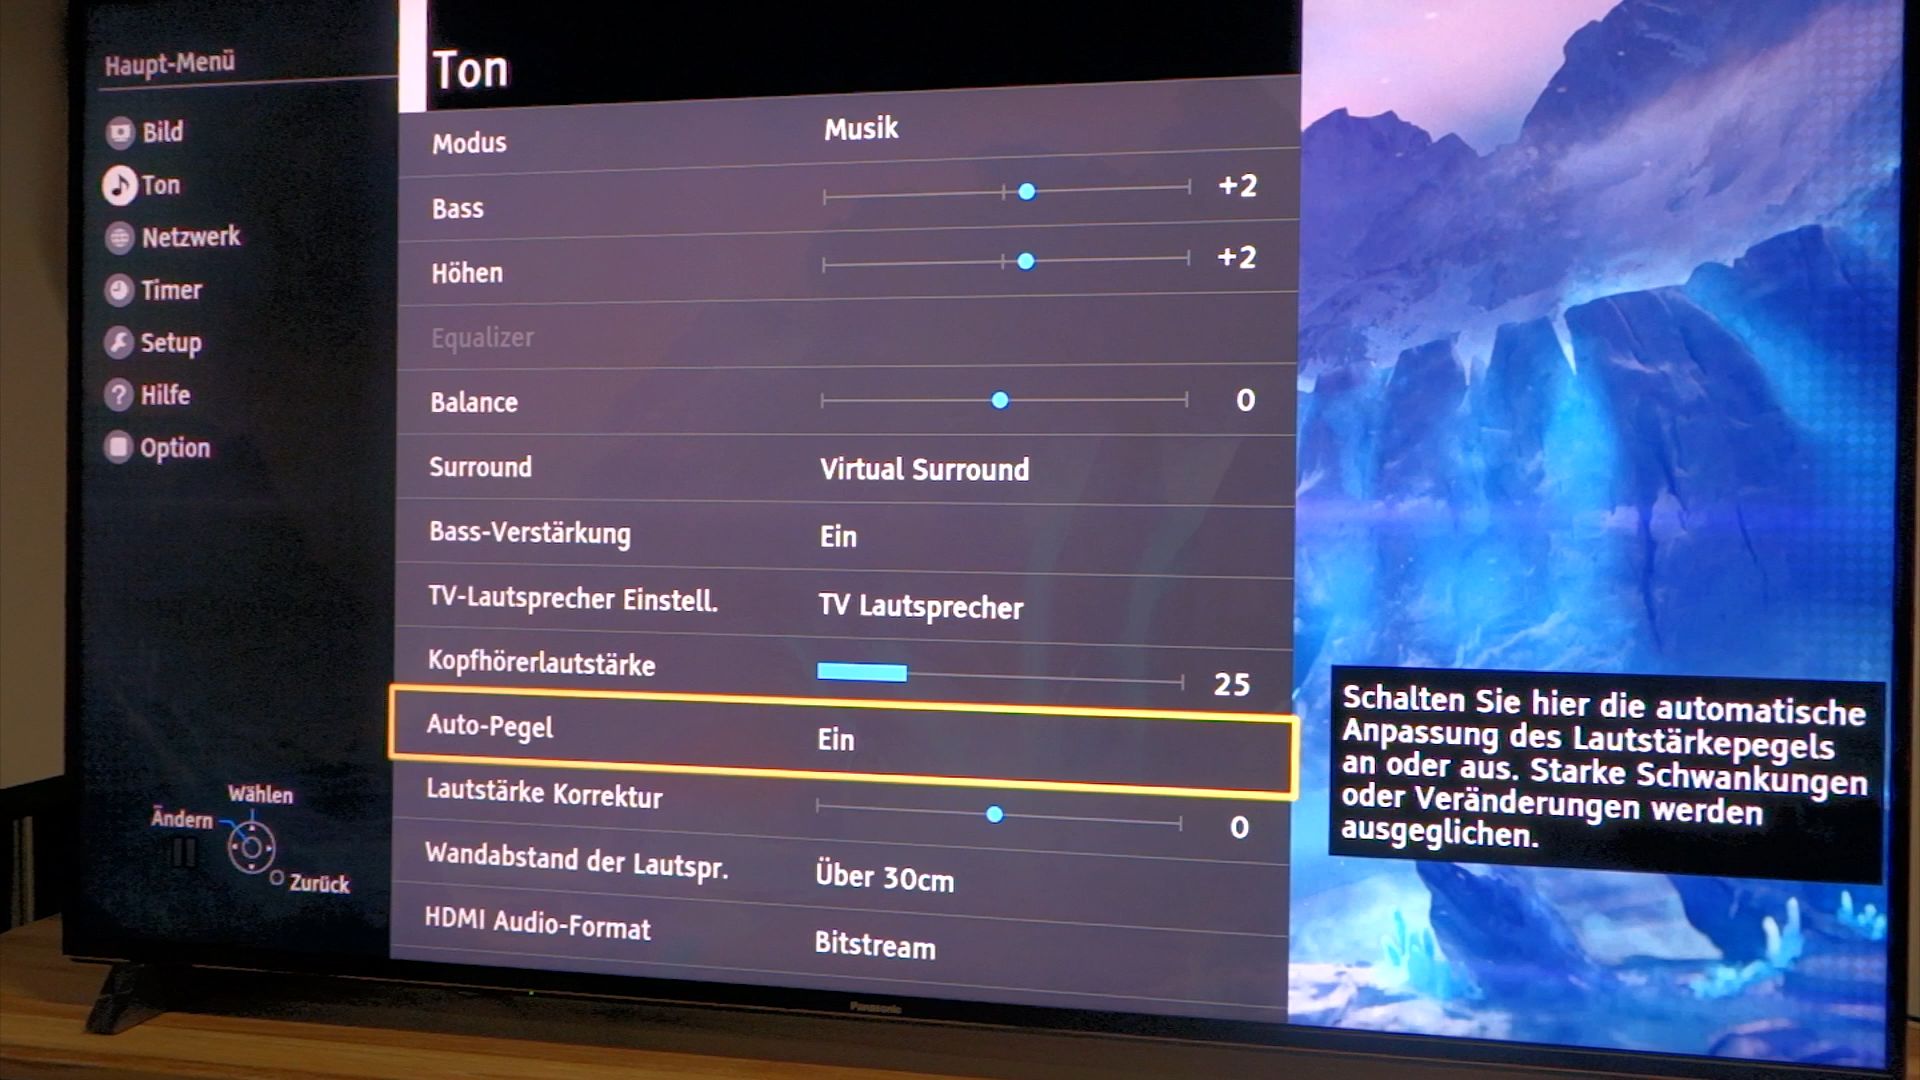 Haupt-Menü
Bild
Ton
Netzwerk
Timer
Setup
? Hilfe
Option
Wählen
Ändern
Zurück
Ton
Modus Musik
Bass +2
Höhen +2
Equalizer
Balance 0
Surround Virtual Surround
Bass-Verstärkung Ein
TV-Lautsprecher Einstell. TV Lautsprecher
Kopfhörerlautstärke 25
Auto-Pegel Ein
Lautstärke Korrektur 0
Wandabstand der Lautspr. Über 30cm
HDMI Audio-Format Bitstream
Schalten Sie hier die automatische
Anpassung des Lautstärkepegels
an oder aus. Starke Schwankungen
oder Veränderungen werden
ausgeglichen.
Panasonic